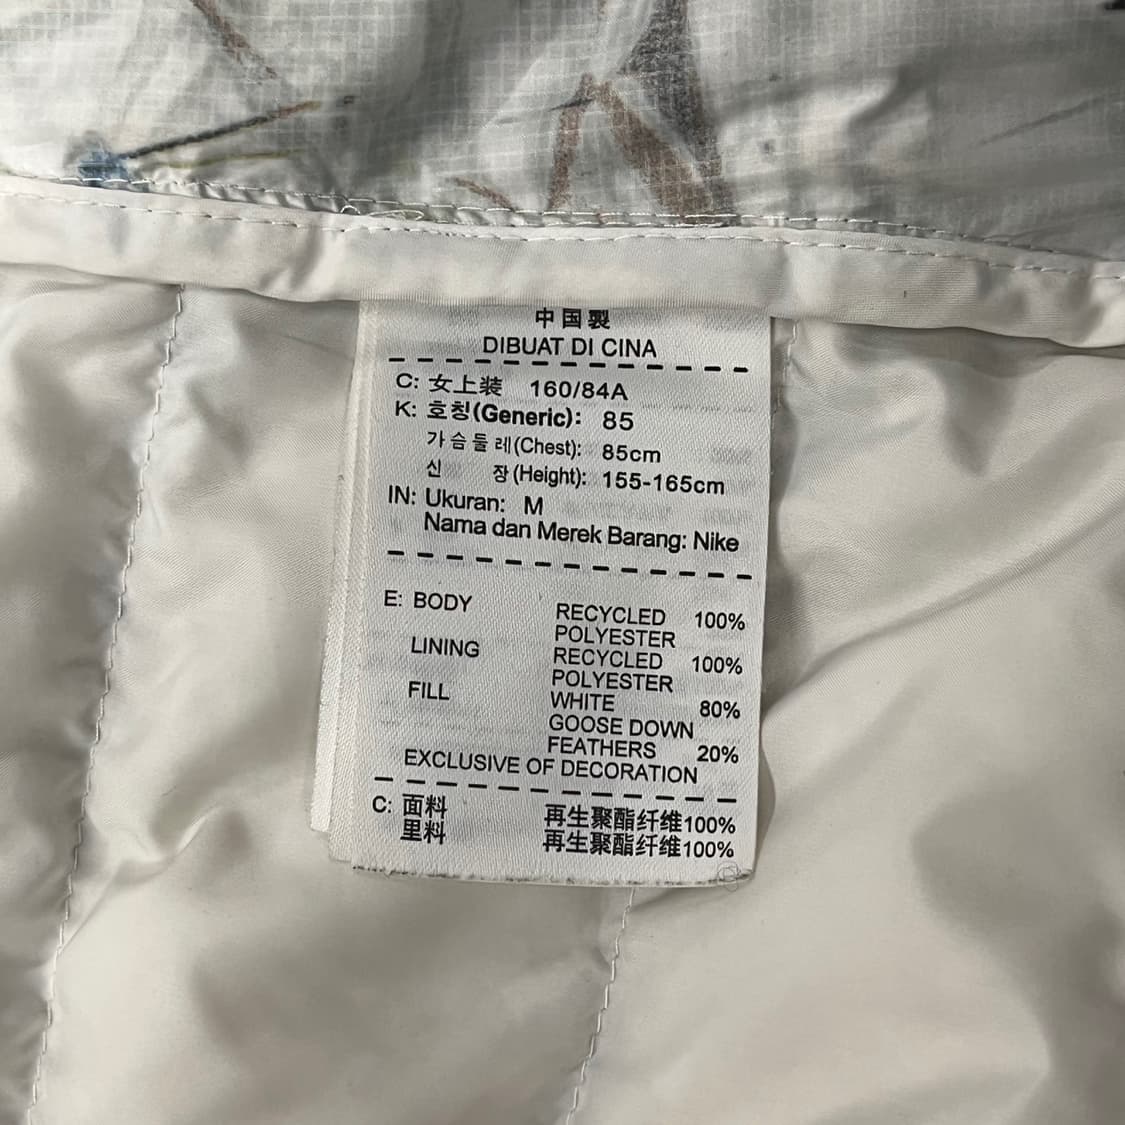 中国製
DIBUAT DI CINA
C: 女上装 160/84A
K: 호칭(Generic): 85
가슴둘레(Chest): 85cm
신 장(Height): 155-165cm
IN: Ukuran: M
Nama dan Merek Barang: Nike
E: BODY RECYCLED 100%
POLYESTER
LINING RECYCLED 100%
POLYESTER
FILL WHITE 80%
GOOSE DOWN
FEATHERS 20%
EXCLUSIVE OF DECORATION
C: 面料 再生聚酯纤维100%
里料 再生聚酯纤维100%